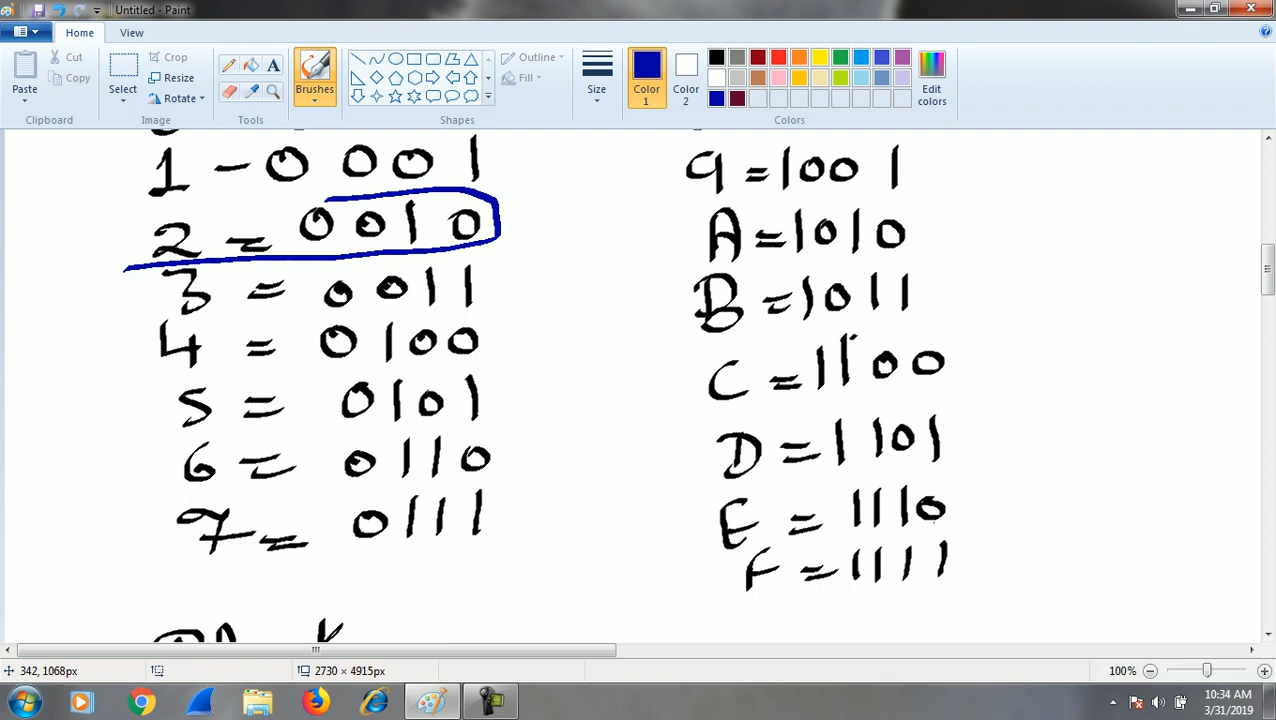 Untitled - Paint
Home
View
Paste
Cut
Copy
Clipboard
Select
Crop
Resize
Rotate
Image
Tools
Brushes
Outline
Fill
Shapes
Size
Color 1
Color 2
Edit colors
Colors
1 - 0 0 0 1
2 = 0 0 1 0
3 = 0 0 1 1
4 = 0 1 0 0
5 = 0 1 0 1
6 = 0 1 1 0
7 = 0 1 1 1
9 = 1 0 0 1
A = 1 0 1 0
B = 1 0 1 1
C = 1 1 0 0
D = 1 1 0 1
E = 1 1 1 0
F = 1 1 1 1
342, 1068px
2730 × 4915px
100%
10:34 AM
3/31/2019